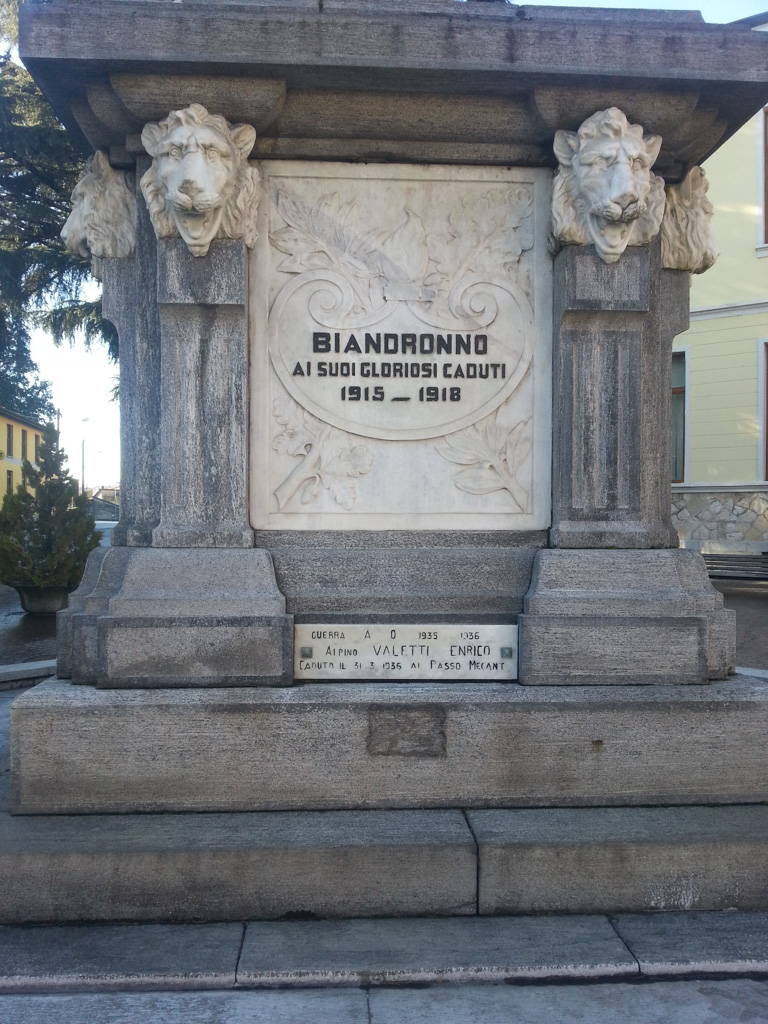 BIANDRONNO
AI SUOI GLORIOSI CADUTI
1915 - 1918
GUERRA A O 1935 1936
ALPINO VALETTI ENRICO
CADUTO IL 31 3 1936 AL PASSO MECANT